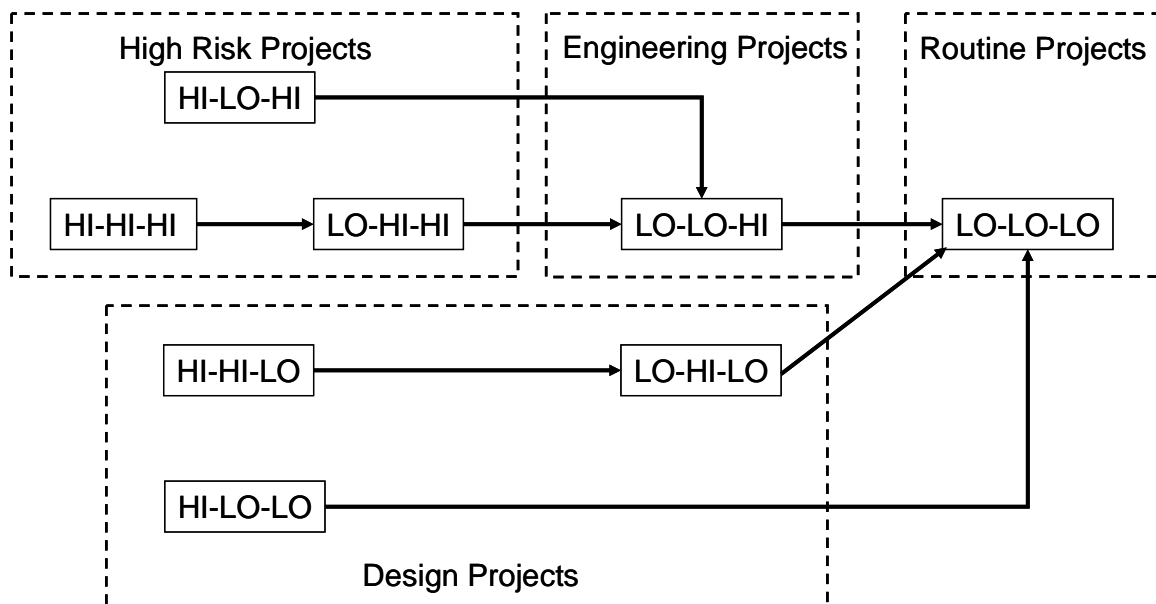 High Risk Projects
Engineering Projects
Routine Projects
HI-LO-HI
HI-HI-HI
LO-HI-HI
LO-LO-HI
LO-LO-LO
HI-HI-LO
LO-HI-LO
HI-LO-LO
Design Projects